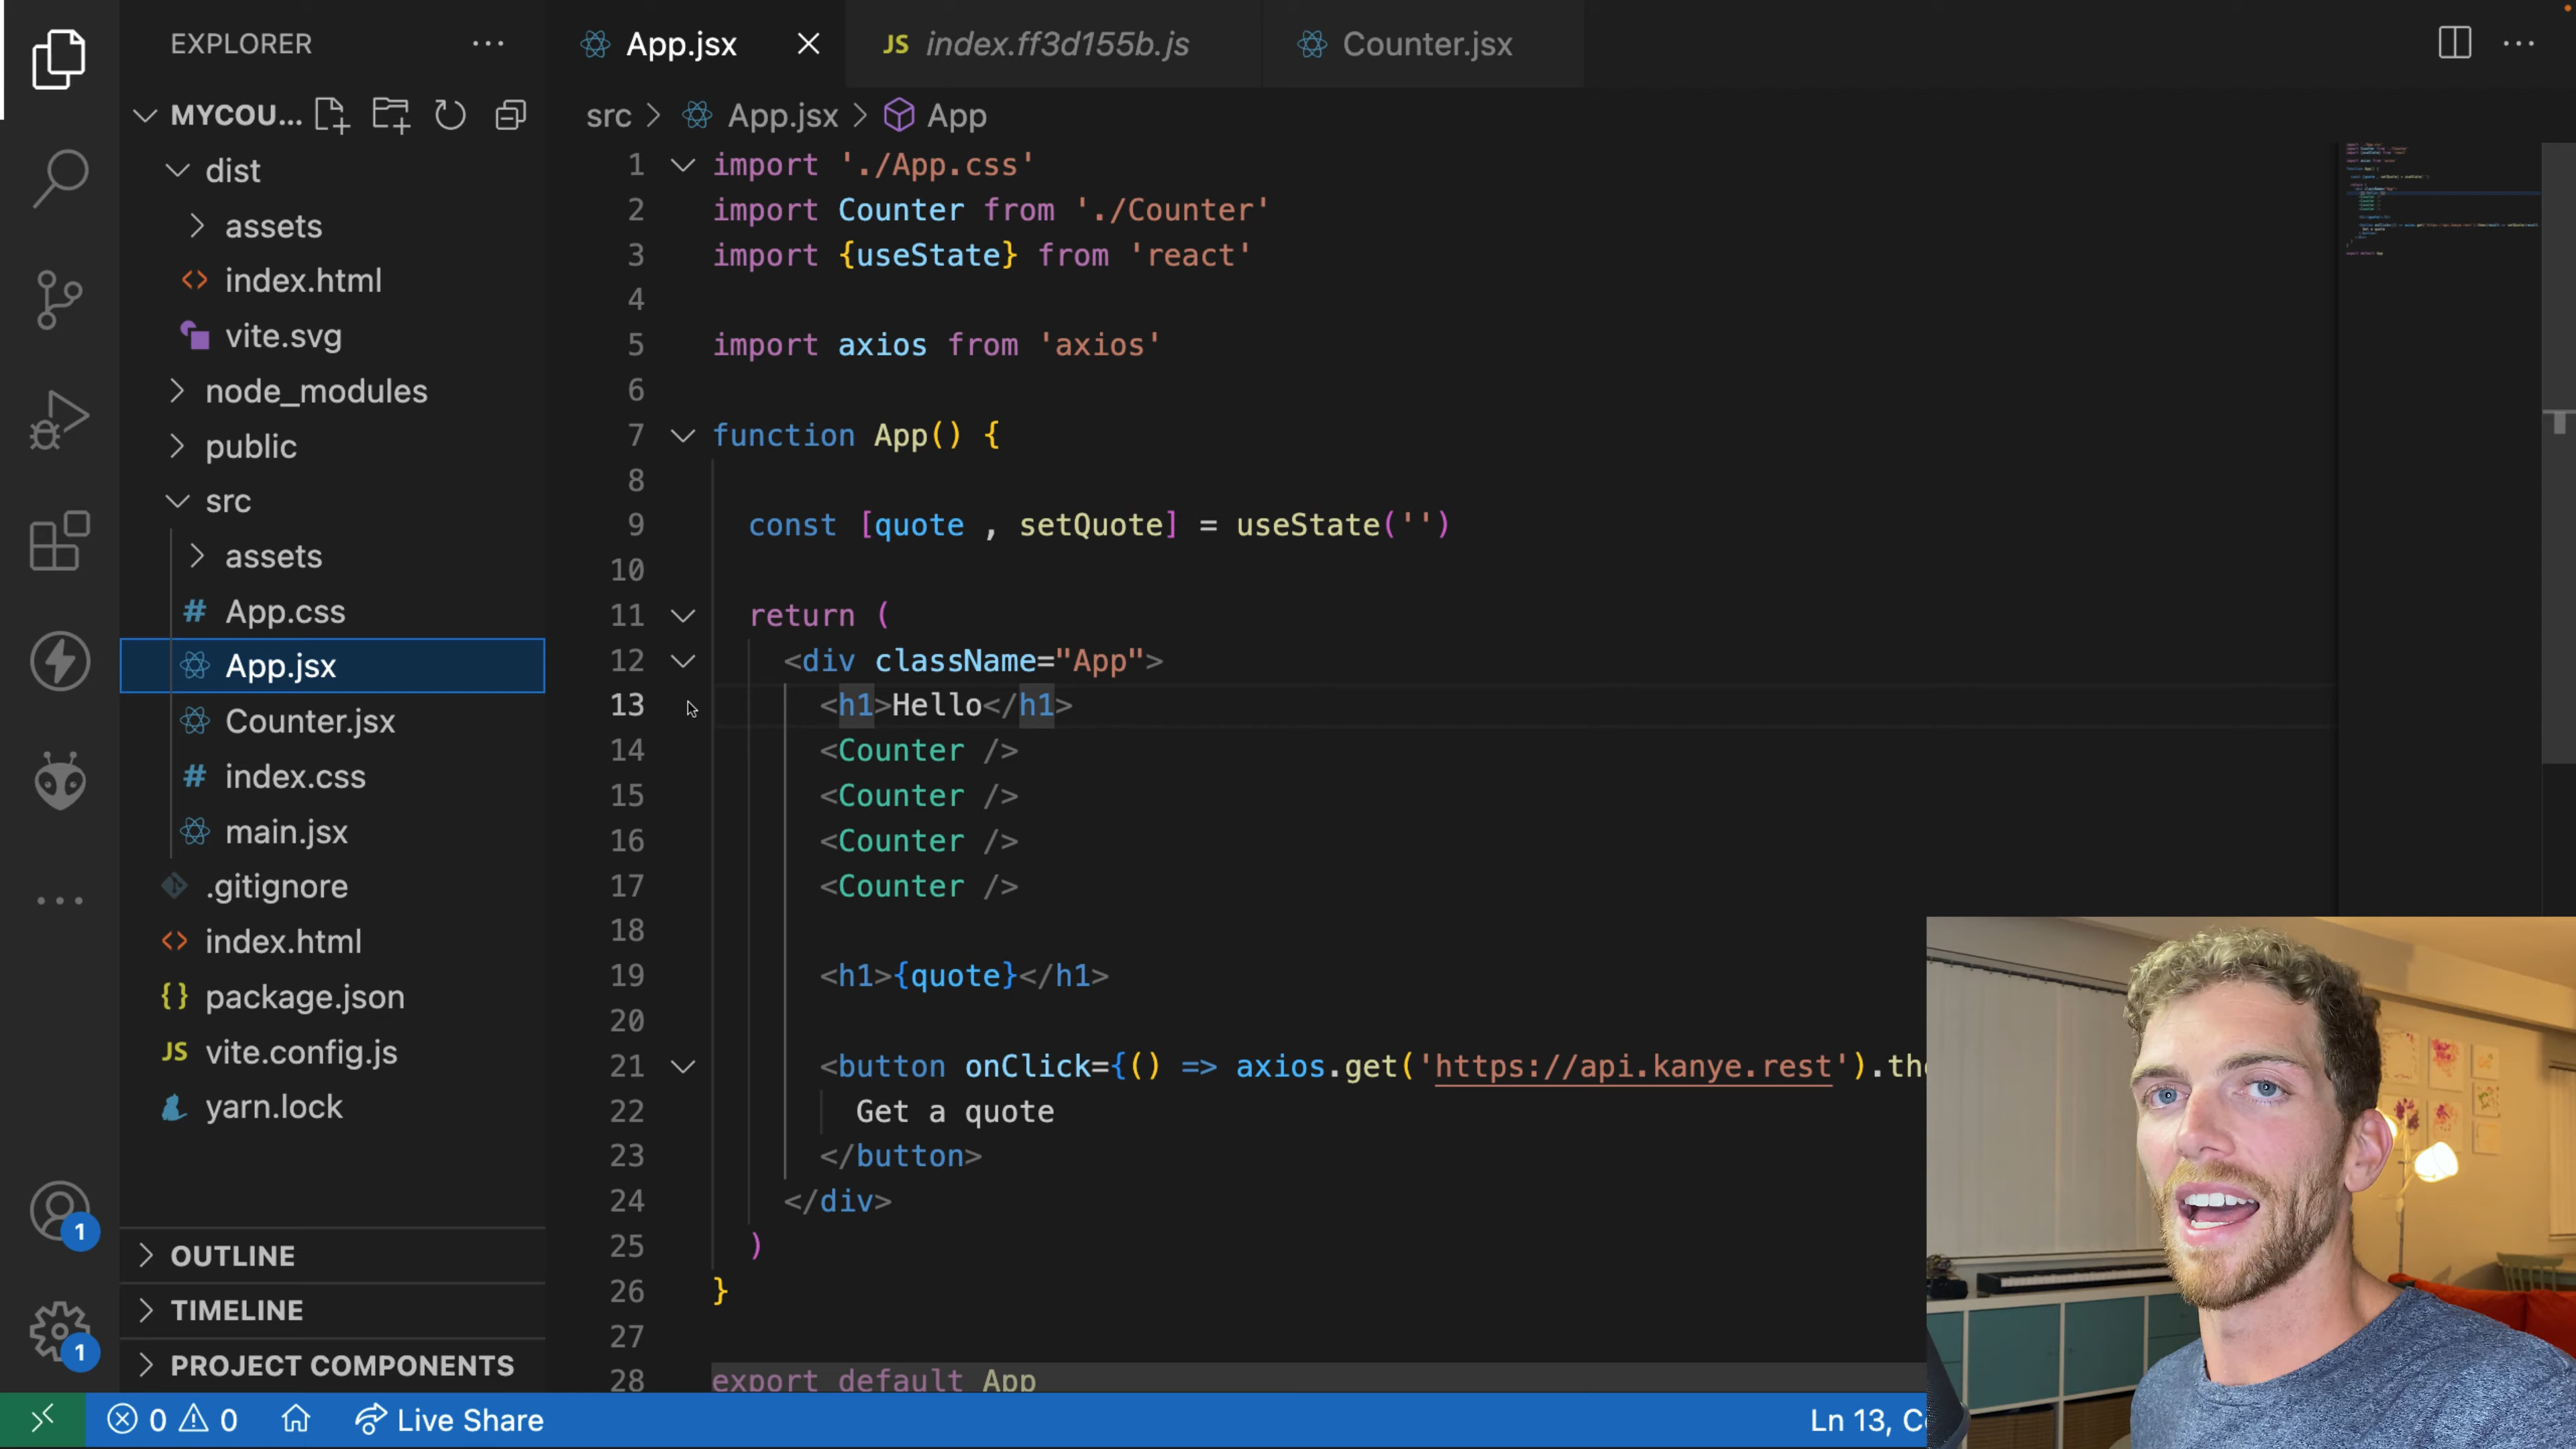 EXPLORER
MYCOU...
dist
assets
index.html
vite.svg
node_modules
public
src
assets
App.css
App.jsx
Counter.jsx
index.css
main.jsx
.gitignore
index.html
package.json
JS vite.config.js
yarn.lock
OUTLINE
TIMELINE
PROJECT COMPONENTS
1
1
App.jsx
JS index.ff3d155b.js
Counter.jsx
src > App.jsx > App
1 import './App.css'
2 import Counter from './Counter'
3 import {useState} from 'react'
4
5 import axios from 'axios'
6
7 function App() {
8
9 const [quote , setQuote] = useState('')
10
11 return (
12 <div className="App">
13 <h1>Hello</h1>
14 <Counter />
15 <Counter />
16 <Counter />
17 <Counter />
18
19 <h1>{quote}</h1>
20
21 <button onClick={() => axios.get('https://api.kanye.rest').the
22 Get a quote
23 </button>
24 </div>
25 )
26 }
27
28 export default App
0 0 Live Share
Ln 13, C